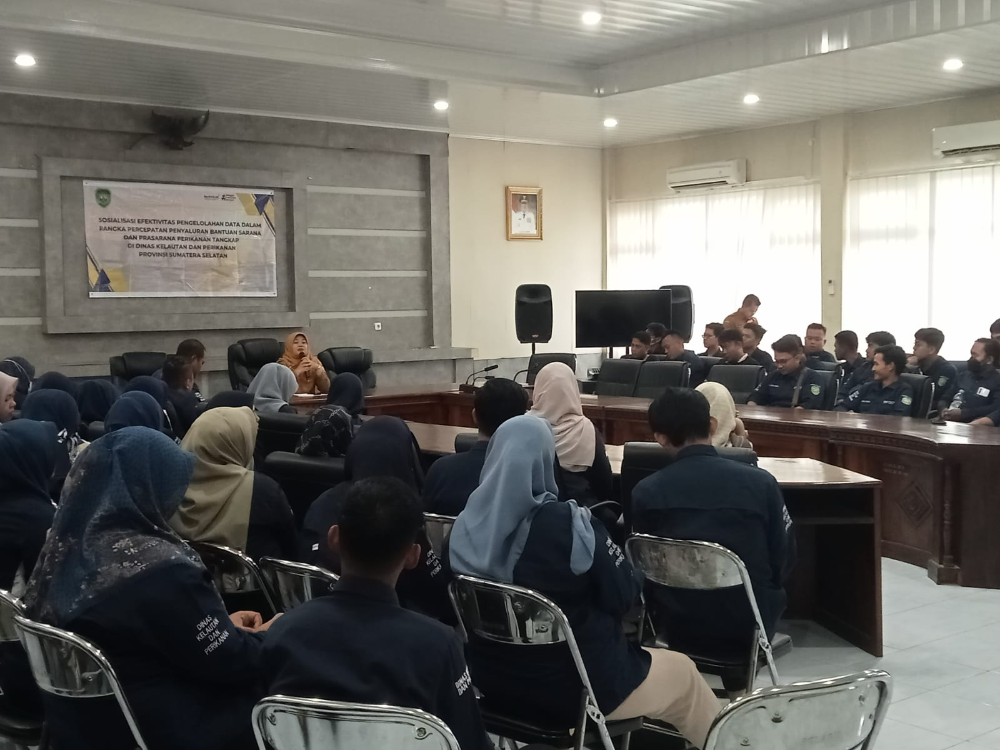 SOSIALISASI EFEKTIVITAS PENGELOLAHAN DATA DALAM
RANGKA PERCEPATAN PENYALURAN BANTUAN SARANA
DAN PRASARANA PERIKANAN TANGKAP
DI DINAS KELAUTAN DAN PERIKANAN
PROVINSI SUMATERA SELATAN
DINAS
KELAUTAN
DAN
PERIKANAN